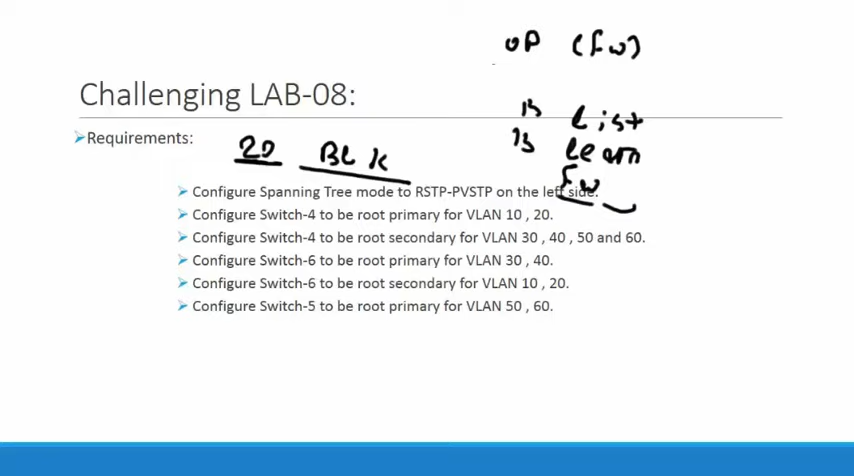 OP (Fw)
Challenging LAB-08:
15 List
➢Requirements:
20 BLK
15 Learn
Fw
➢ Configure Spanning Tree mode to RSTP-PVSTP on the left side.
➢ Configure Switch-4 to be root primary for VLAN 10 , 20.
➢ Configure Switch-4 to be root secondary for VLAN 30 , 40 , 50 and 60.
➢ Configure Switch-6 to be root primary for VLAN 30 , 40.
➢ Configure Switch-6 to be root secondary for VLAN 10 , 20.
➢ Configure Switch-5 to be root primary for VLAN 50 , 60.